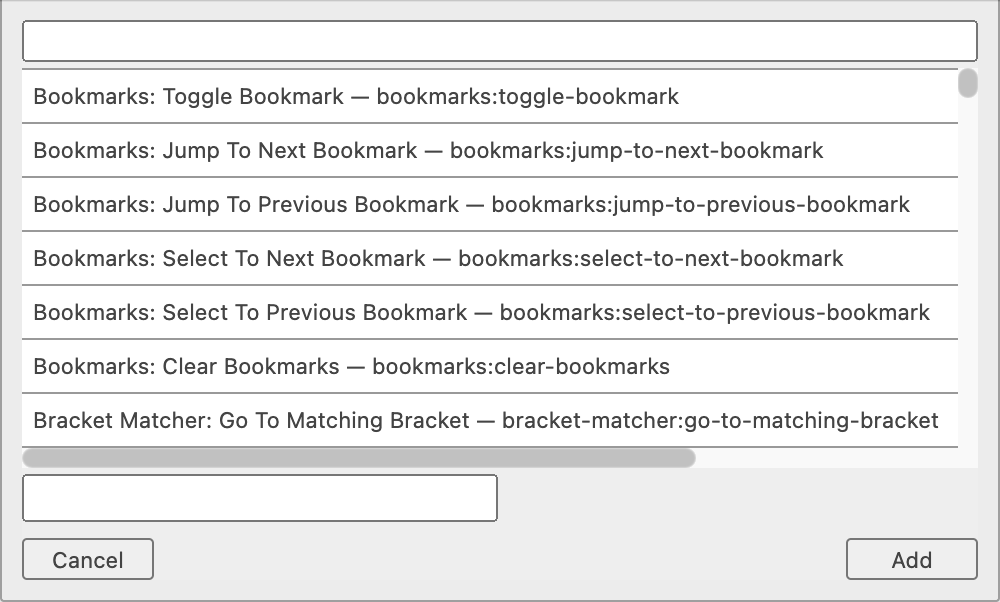 Bookmarks: Toggle Bookmark — bookmarks:toggle-bookmark
Bookmarks: Jump To Next Bookmark — bookmarks:jump-to-next-bookmark
Bookmarks: Jump To Previous Bookmark — bookmarks:jump-to-previous-bookmark
Bookmarks: Select To Next Bookmark — bookmarks:select-to-next-bookmark
Bookmarks: Select To Previous Bookmark — bookmarks:select-to-previous-bookmark
Bookmarks: Clear Bookmarks — bookmarks:clear-bookmarks
Bracket Matcher: Go To Matching Bracket — bracket-matcher:go-to-matching-bracket
Cancel
Add